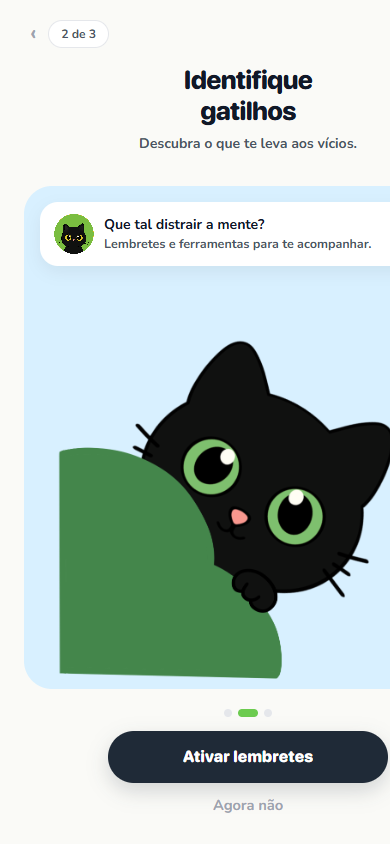 2 de 3
Identifique
gatilhos
Descubra o que te leva aos vícios.
Que tal distrair a mente?
Lembretes e ferramentas para te acompanhar.
Ativar lembretes
Agora não